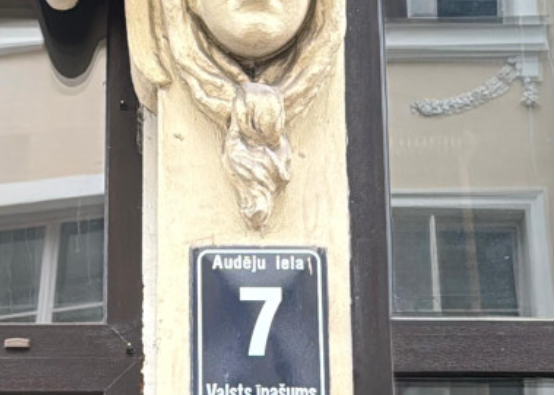 Audēju iela
7
Valsts īpašums